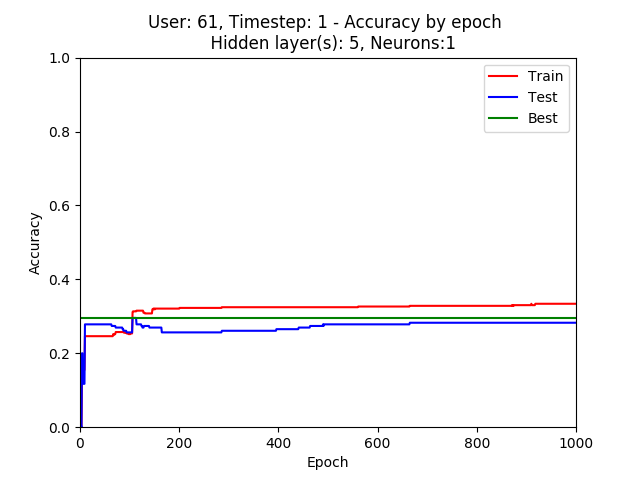 User: 61, Timestep: 1 - Accuracy by epoch
Hidden layer(s): 5, Neurons:1
Train
Test
Best
1.0
0.8
0.6
0.4
0.2
0.0
Accuracy
0 200 400 600 800 1000
Epoch